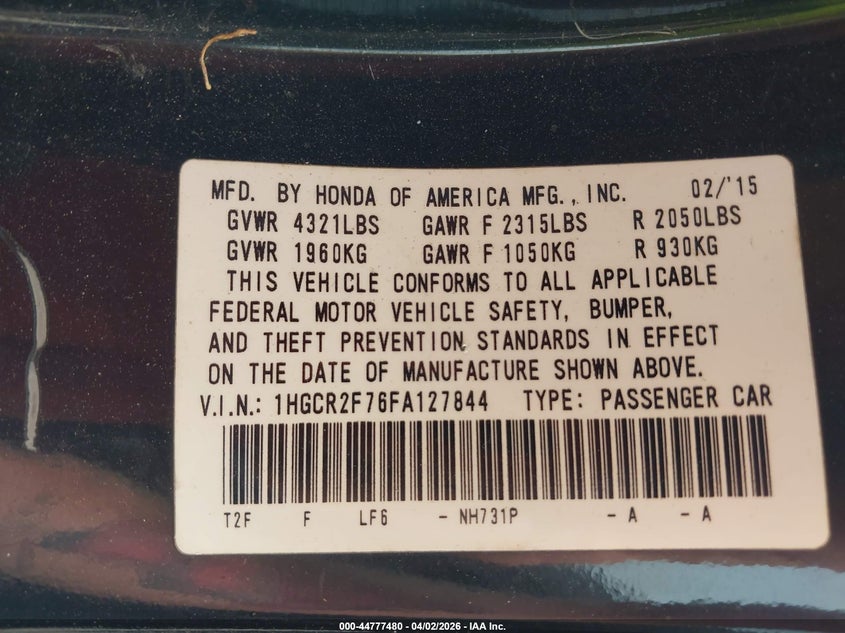 MFD. BY HONDA OF AMERICA MFG., INC. 02/'15
GVWR 4321LBS GAWR F 2315LBS R 2050LBS
GVWR 1960KG GAWR F 1050KG R 930KG
THIS VEHICLE CONFORMS TO ALL APPLICABLE
FEDERAL MOTOR VEHICLE SAFETY, BUMPER,
AND THEFT PREVENTION STANDARDS IN EFFECT
ON THE DATE OF MANUFACTURE SHOWN ABOVE.
V.I.N.: 1HGCR2F76FA127844 TYPE: PASSENGER CAR
T2F F LF6 - NH731P - A - A
000-44777480 - 04/02/2026 - IAA Inc.